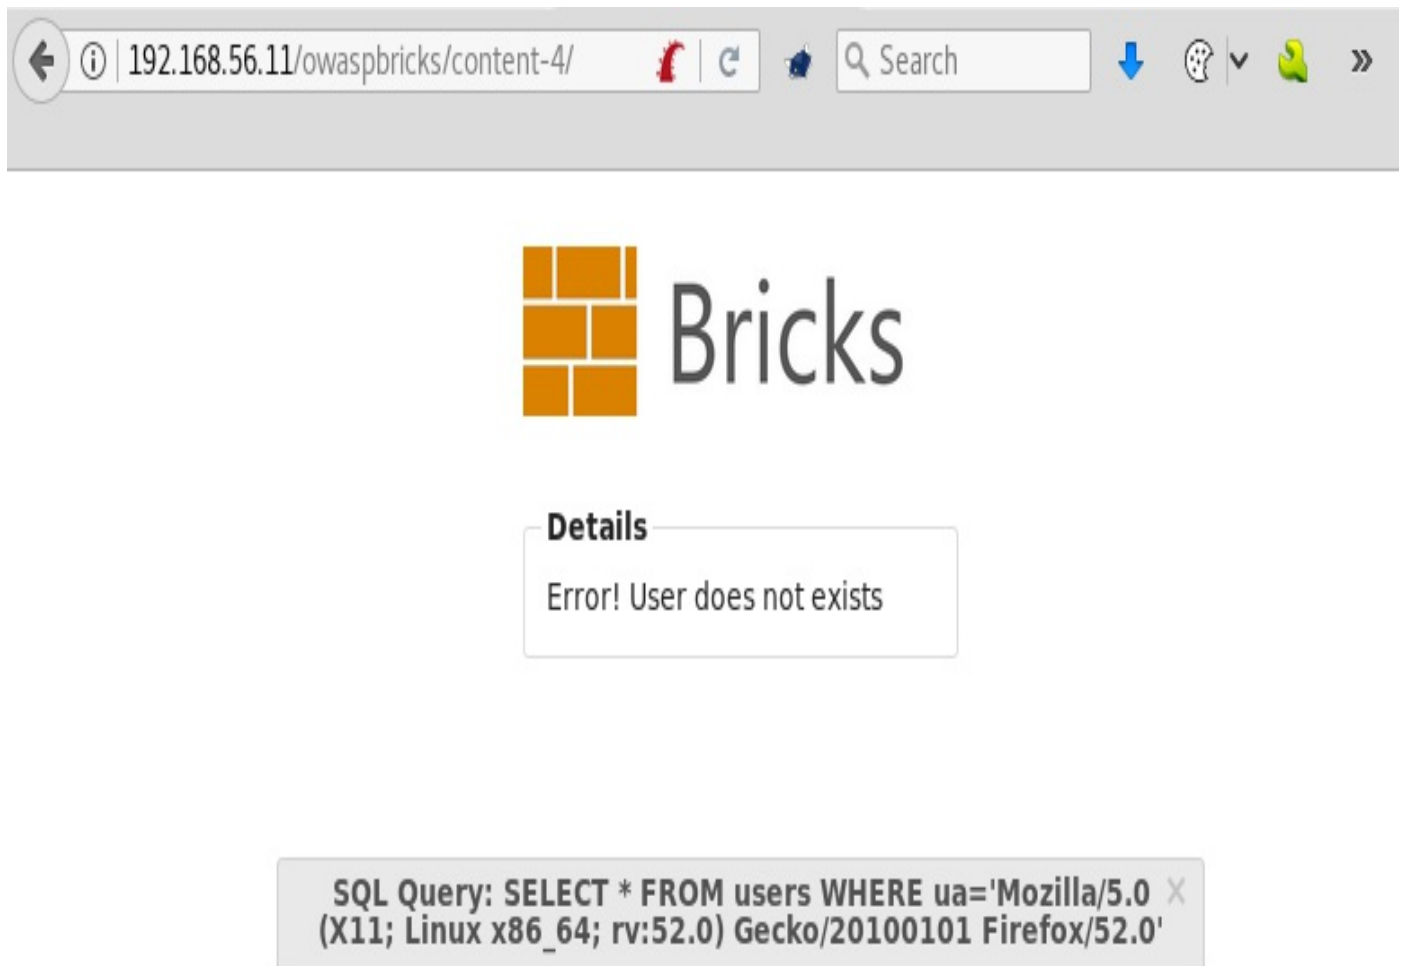 192.168.56.11/owaspbricks/content-4/
Search
Bricks
Details
Error! User does not exists
SQL Query: SELECT * FROM users WHERE ua='Mozilla/5.0
(X11; Linux x86_64; rv:52.0) Gecko/20100101 Firefox/52.0'